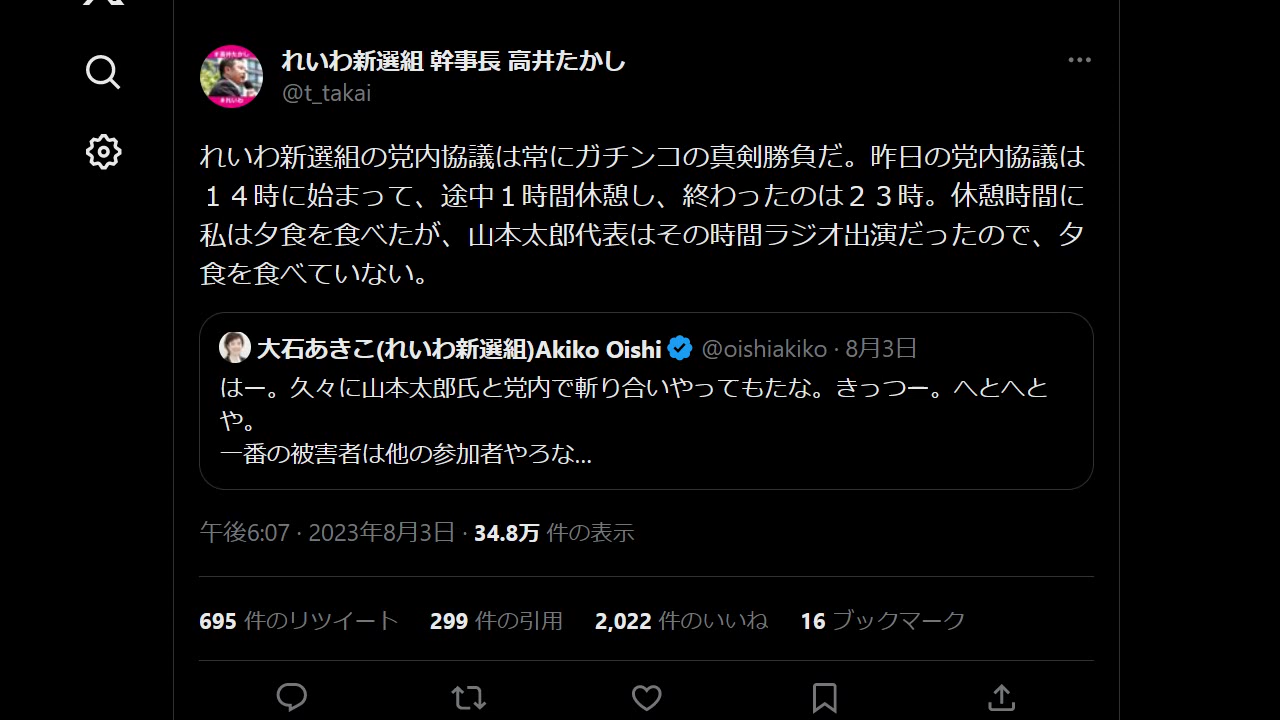 れいわ新選組 幹事長 高井たかし
@t_takai
れいわ新選組の党内協議は常にガチンコの真剣勝負だ。昨日の党内協議は
１４時に始まって、途中１時間休憩し、終わったのは２３時。休憩時間に
私は夕食を食べたが、山本太郎代表はその時間ラジオ出演だったので、夕
食を食べていない。
大石あきこ(れいわ新選組)Akiko Oishi @oishiakiko · 8月3日
はー。久々に山本太郎氏と党内で斬り合いやってもたな。きっつー。へとへと
や。
一番の被害者は他の参加者やろな...
午後6:07 · 2023年8月3日 · 34.8万 件の表示
695 件のリツイート 299 件の引用 2,022 件のいいね 16 ブックマーク